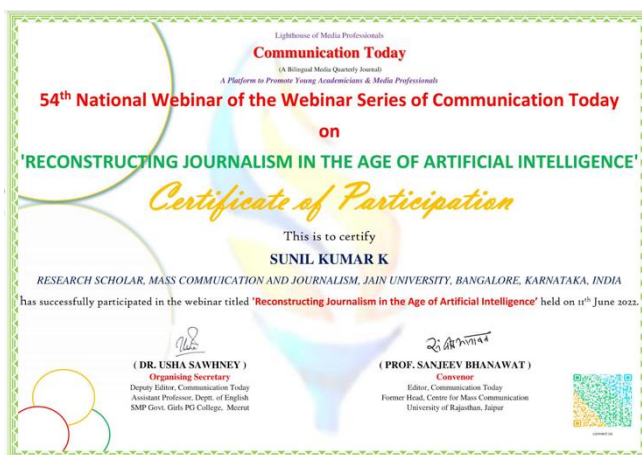 Lighthouse of Media Professionals
Communication Today
(A Bilingual Media Quarterly Journal)
A Platform to Promote Young Academicians & Media Professionals
54th National Webinar of the Webinar Series of Communication Today
on
'RECONSTRUCTING JOURNALISM IN THE AGE OF ARTIFICIAL INTELLIGENCE'
Certificate of Participation
This is to certify
SUNIL KUMAR K
RESEARCH SCHOLAR, MASS COMMUICATION AND JOURNALISM, JAIN UNIVERSITY, BANGALORE, KARNATAKA, INDIA
has successfully participated in the webinar titled 'Reconstructing Journalism in the Age of Artificial Intelligence' held on 11th June 2022.
( DR. USHA SAWHNEY )
Organising Secretary
Deputy Editor, Communication Today
Assistant Professor, Deptt. of English
SMP Govt. Girls PG College, Meerut
( PROF. SANJEEV BHANAWAT )
Convenor
Editor, Communication Today
Former Head, Centre for Mass Communication
University of Rajasthan, Jaipur